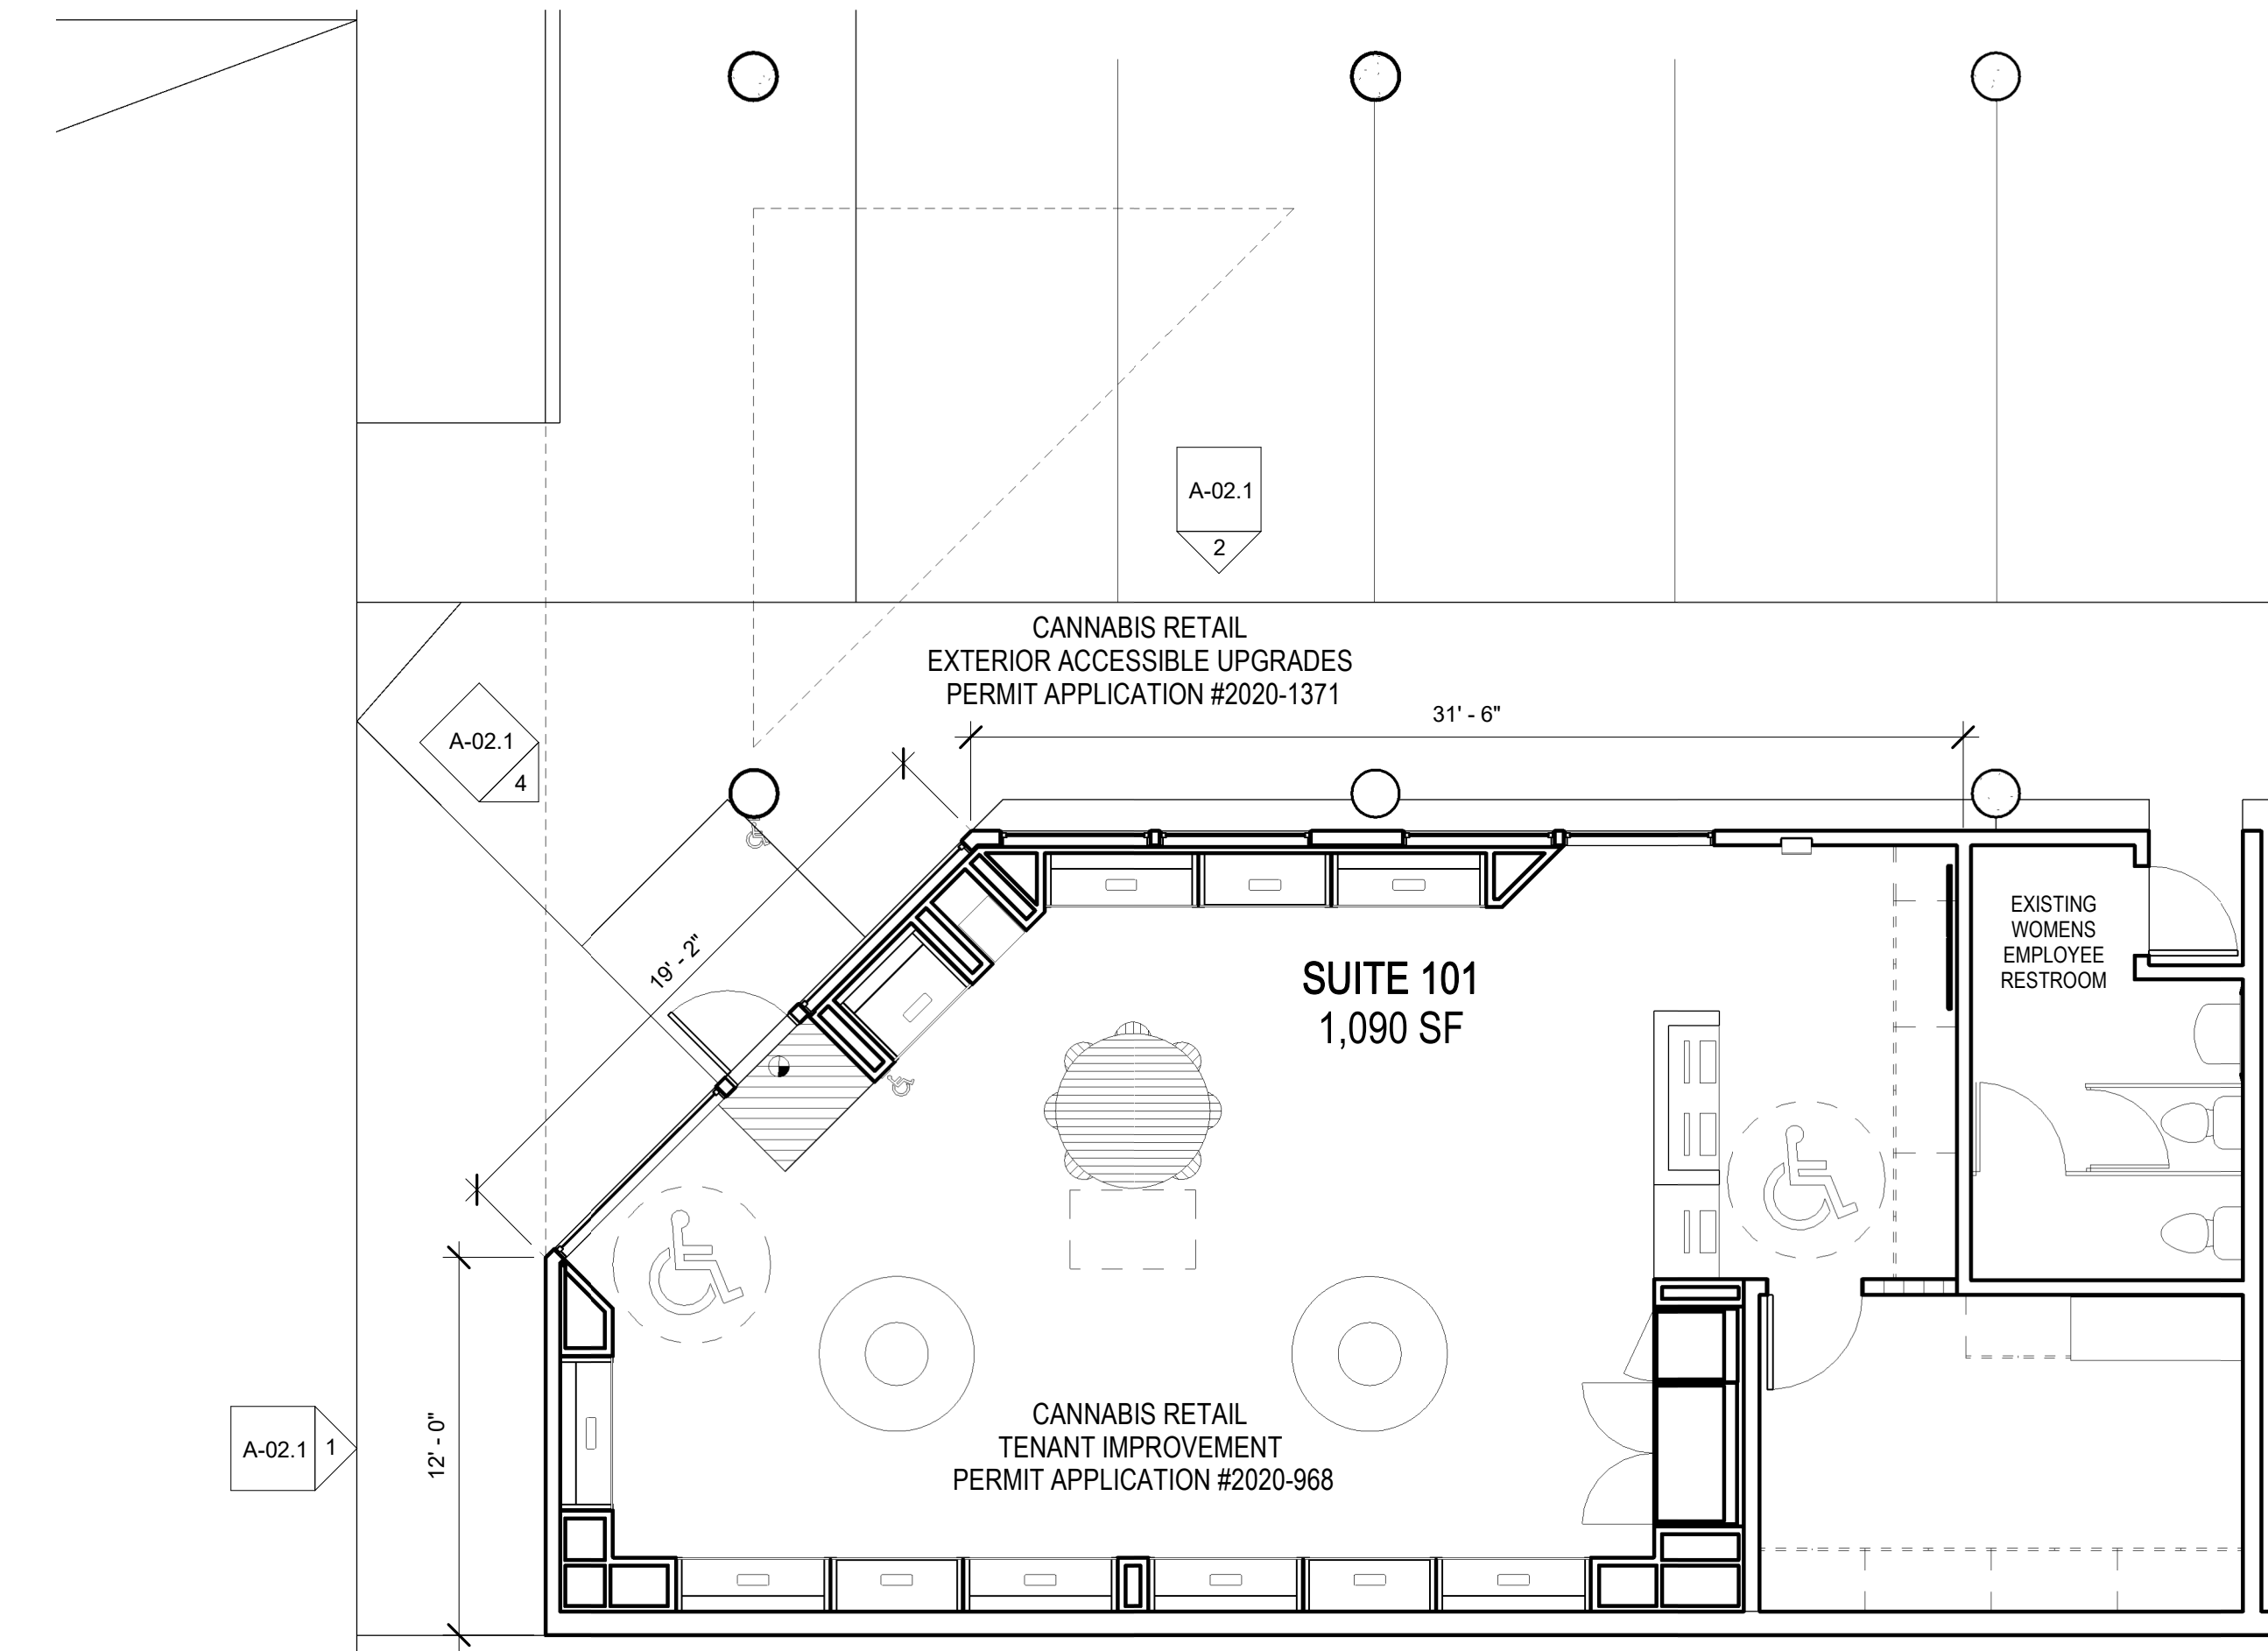 A-02.1
2
CANNABIS RETAIL
EXTERIOR ACCESSIBLE UPGRADES
PERMIT APPLICATION #2020-1371
31' - 6"
A-02.1
4
19' - 2"
EXISTING
WOMENS
EMPLOYEE
RESTROOM
SUITE 101
1,090 SF
CANNABIS RETAIL
TENANT IMPROVEMENT
PERMIT APPLICATION #2020-968
A-02.1
1
12' - 0"